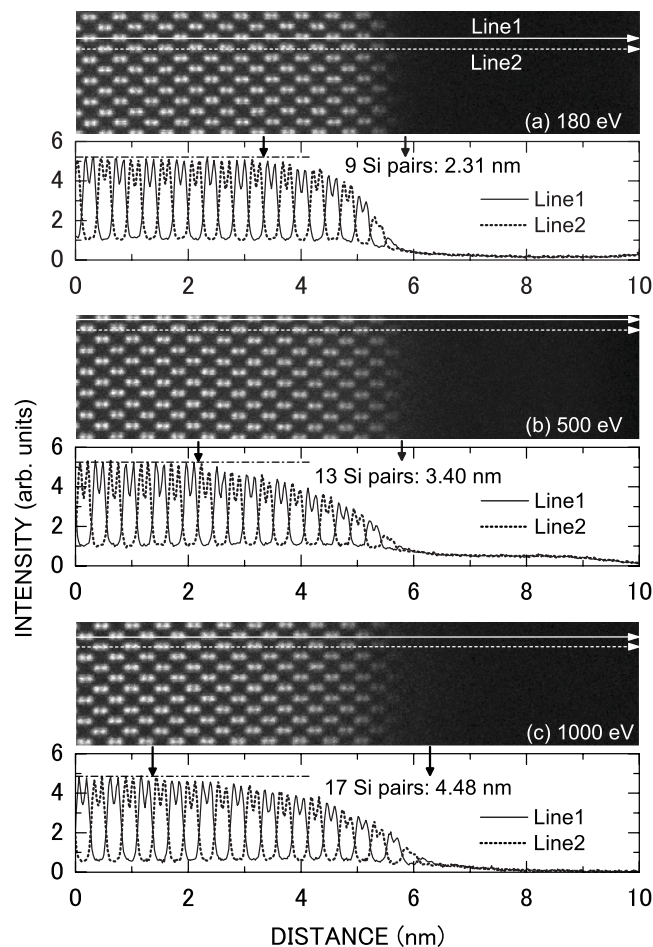 Line1
Line2
(a) 180 eV
6
9 Si pairs: 2.31 nm
4
Line1
2
Line2
0
0 2 4 6 8 10
(b) 500 eV
6
13 Si pairs: 3.40 nm
4
Line1
2
Line2
0
0 2 4 6 8 10
INTENSITY (arb. units)
(c) 1000 eV
6
17 Si pairs: 4.48 nm
4
Line1
2
Line2
0
0 2 4 6 8 10
DISTANCE (nm)